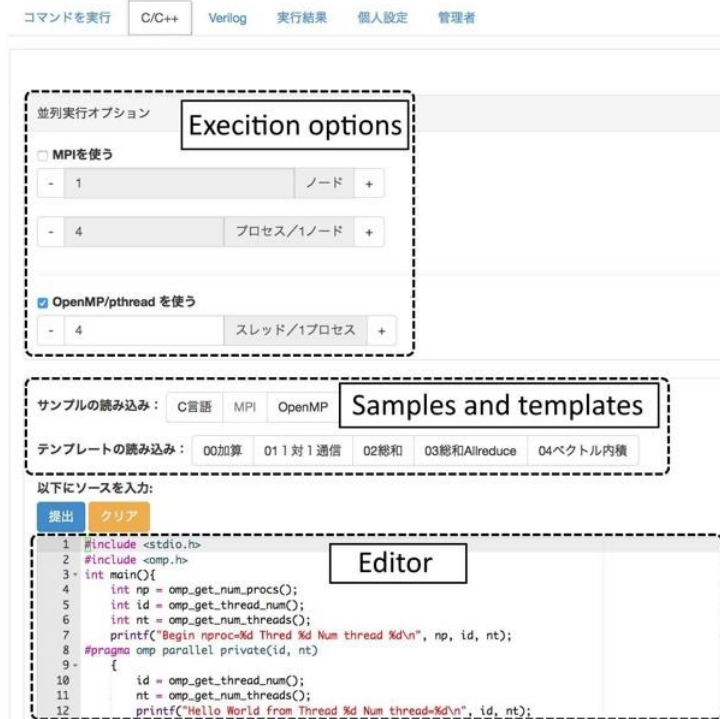 コマンドを実行 C/C++ Verilog 実行結果 個人設定 管理者
並列実行オプション
Execition options
MPIを使う
- 1 ノード +
- 4 プロセス／1ノード +
OpenMP/pthread を使う
- 4 スレッド／1プロセス +
サンプルの読み込み： C言語 MPI OpenMP
Samples and templates
テンプレートの読み込み： 00加算 01１対１通信 02総和 03総和Allreduce 04ベクトル内積
以下にソースを入力:
提出 クリア
Editor
1 #include <stdio.h>
2 #include <omp.h>
3 int main(){
4 int np = omp_get_num_procs();
5 int id = omp_get_thread_num();
6 int nt = omp_get_num_threads();
7 printf("Begin nproc=%d Thred %d Num thread %d\n", np, id, nt);
8 #pragma omp parallel private(id, nt)
9 {
10 id = omp_get_thread_num();
11 nt = omp_get_num_threads();
12 printf("Hello World from Thread %d Num thread=%d\n", id, nt);